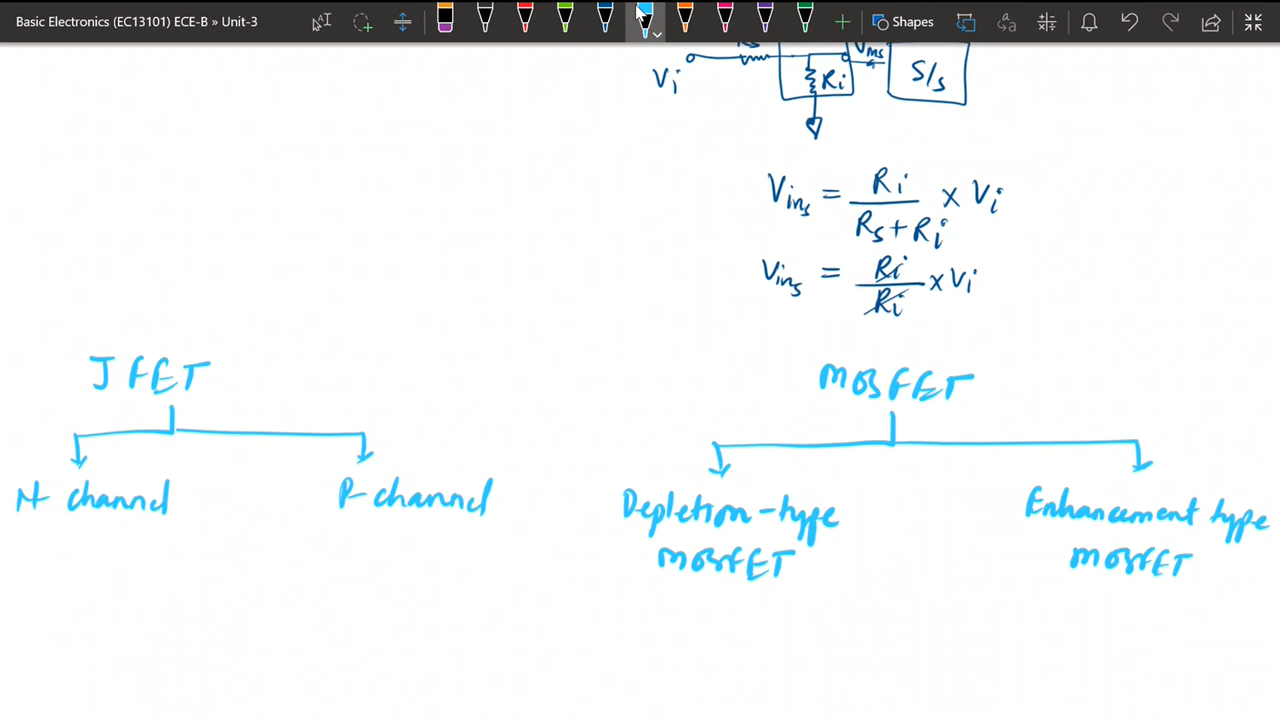 Basic Electronics (EC13101) ECE-B » Unit-3
Shapes
Vi
Ri
Vins
S/s
Vins = Ri / Rs + Ri × Vi
Vins = Ri / Ri × Vi
JFET
MOSFET
N channel
P-channel
Depletion-type
MOSFET
Enhancement type
MOSFET